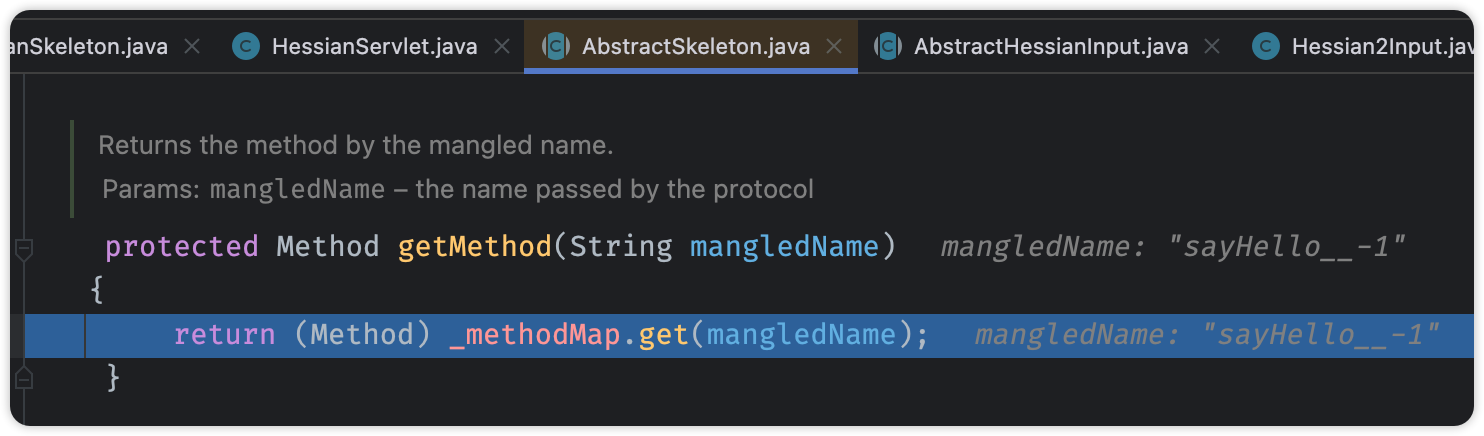 anSkeleton.java HessianServlet.java AbstractSkeleton.java AbstractHessianInput.java Hessian2Input.jav
Returns the method by the mangled name.
Params: mangledName – the name passed by the protocol
protected Method getMethod(String mangledName) mangledName: "sayHello__-1"
{
return (Method) _methodMap.get(mangledName); mangledName: "sayHello__-1"
}